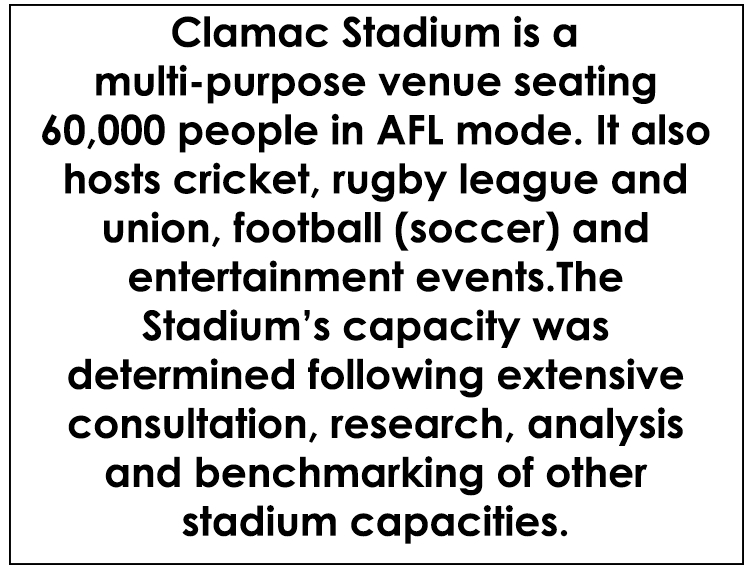 Clamac Stadium is a
multi-purpose venue seating
60,000 people in AFL mode. It also
hosts cricket, rugby league and
union, football (soccer) and
entertainment events.The
Stadium’s capacity was
determined following extensive
consultation, research, analysis
and benchmarking of other
stadium capacities.